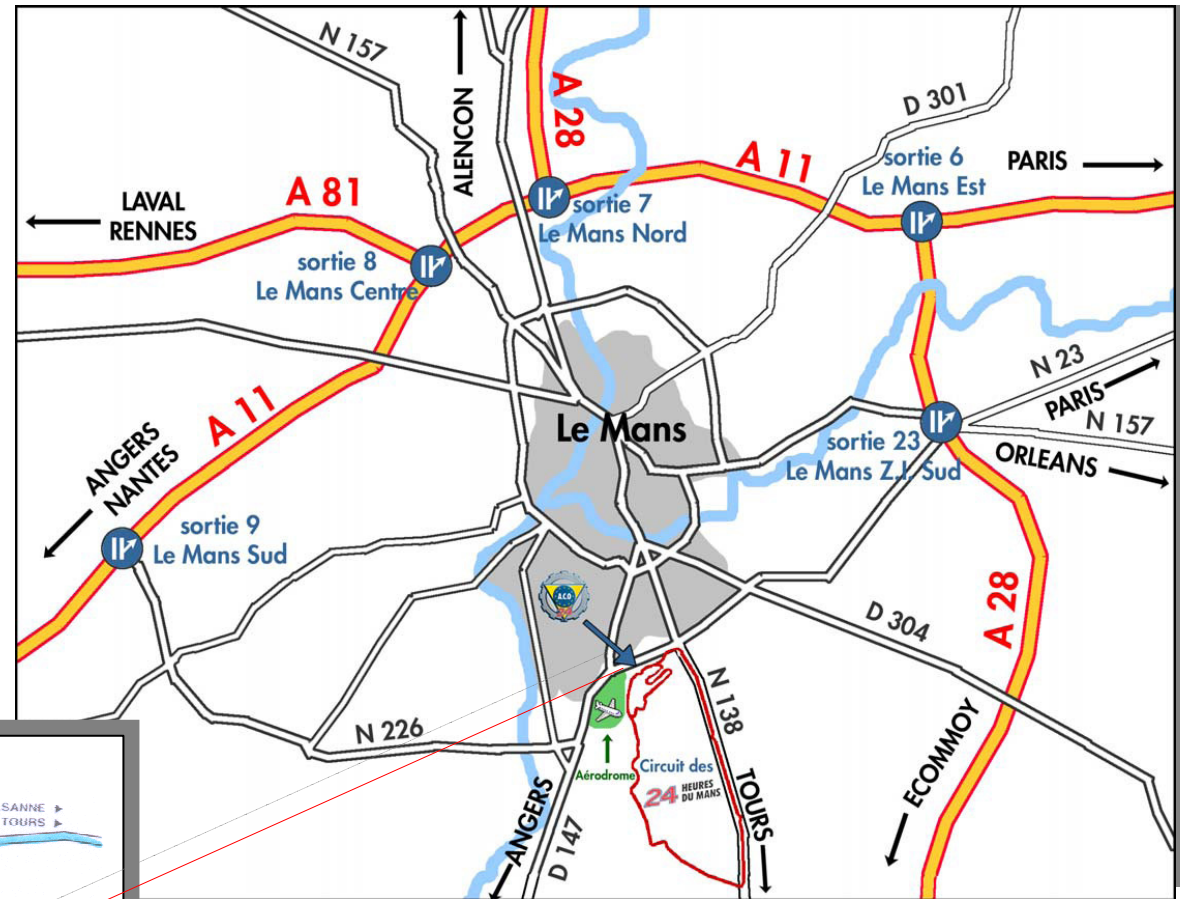 N 157
ALENCON
A 28
D 301
A 11
sortie 6
Le Mans Est
PARIS
LAVAL
RENNES
A 81
sortie 7
Le Mans Nord
sortie 8
Le Mans Centre
N 23
PARIS
N 157
ORLEANS
A 11
ANGERS
NANTES
Le Mans
sortie 23
Le Mans Z.I. Sud
sortie 9
Le Mans Sud
A.C.O
D 304
A 28
N 138
N 226
Aérodrome
Circuit des
24 HEURES
DU MANS
TOURS
ECOMMOY
ANGERS
D 147
SANNE
TOURS